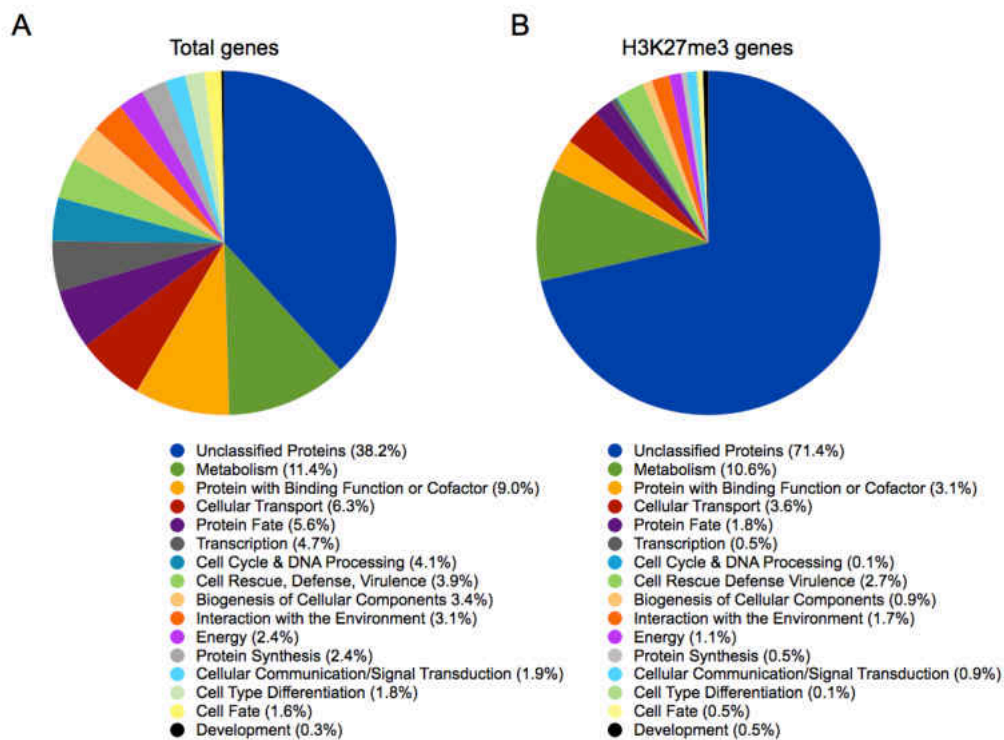 A
Total genes
Unclassified Proteins (38.2%)
Metabolism (11.4%)
Protein with Binding Function or Cofactor (9.0%)
Cellular Transport (6.3%)
Protein Fate (5.6%)
Transcription (4.7%)
Cell Cycle & DNA Processing (4.1%)
Cell Rescue, Defense, Virulence (3.9%)
Biogenesis of Cellular Components 3.4%)
Interaction with the Environment (3.1%)
Energy (2.4%)
Protein Synthesis (2.4%)
Cellular Communication/Signal Transduction (1.9%)
Cell Type Differentiation (1.8%)
Cell Fate (1.6%)
Development (0.3%)
B
H3K27me3 genes
Unclassified Proteins (71.4%)
Metabolism (10.6%)
Protein with Binding Function or Cofactor (3.1%)
Cellular Transport (3.6%)
Protein Fate (1.8%)
Transcription (0.5%)
Cell Cycle & DNA Processing (0.1%)
Cell Rescue Defense Virulence (2.7%)
Biogenesis of Cellular Components (0.9%)
Interaction with the Environment (1.7%)
Energy (1.1%)
Protein Synthesis (0.5%)
Cellular Communication/Signal Transduction (0.9%)
Cell Type Differentiation (0.1%)
Cell Fate (0.5%)
Development (0.5%)